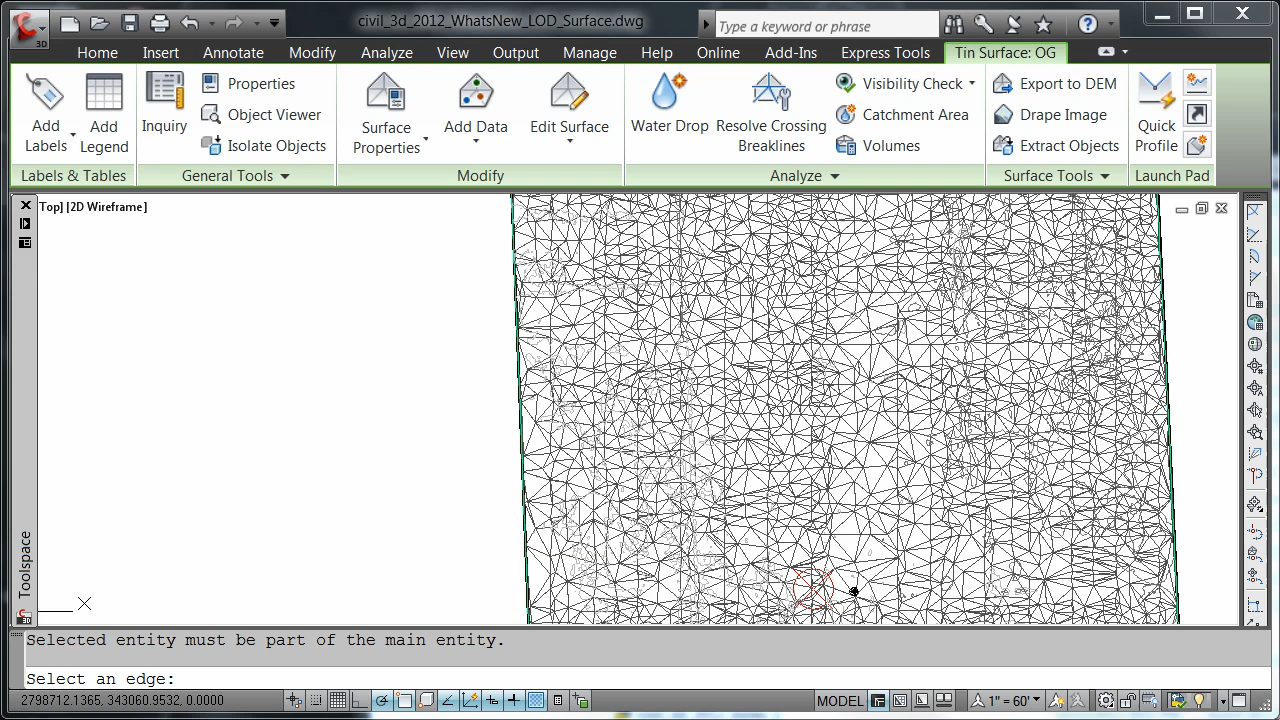 civil_3d_2012_WhatsNew_LOD_Surface.dwg
Type a keyword or phrase
3D
Home Insert Annotate Modify Analyze View Output Manage Help Online Add-Ins Express Tools Tin Surface: OG
Add Labels
Add Legend
Inquiry
Properties
Object Viewer
Isolate Objects
Surface Properties
Add Data
Edit Surface
Water Drop
Resolve Crossing Breaklines
Visibility Check
Catchment Area
Volumes
Export to DEM
Drape Image
Extract Objects
Quick Profile
Labels & Tables General Tools Modify Analyze Surface Tools Launch Pad
Top] [2D Wireframe]
Toolspace
Selected entity must be part of the main entity.
Select an edge:
2798712.1365, 343060.9532, 0.0000 MODEL 1" = 60'